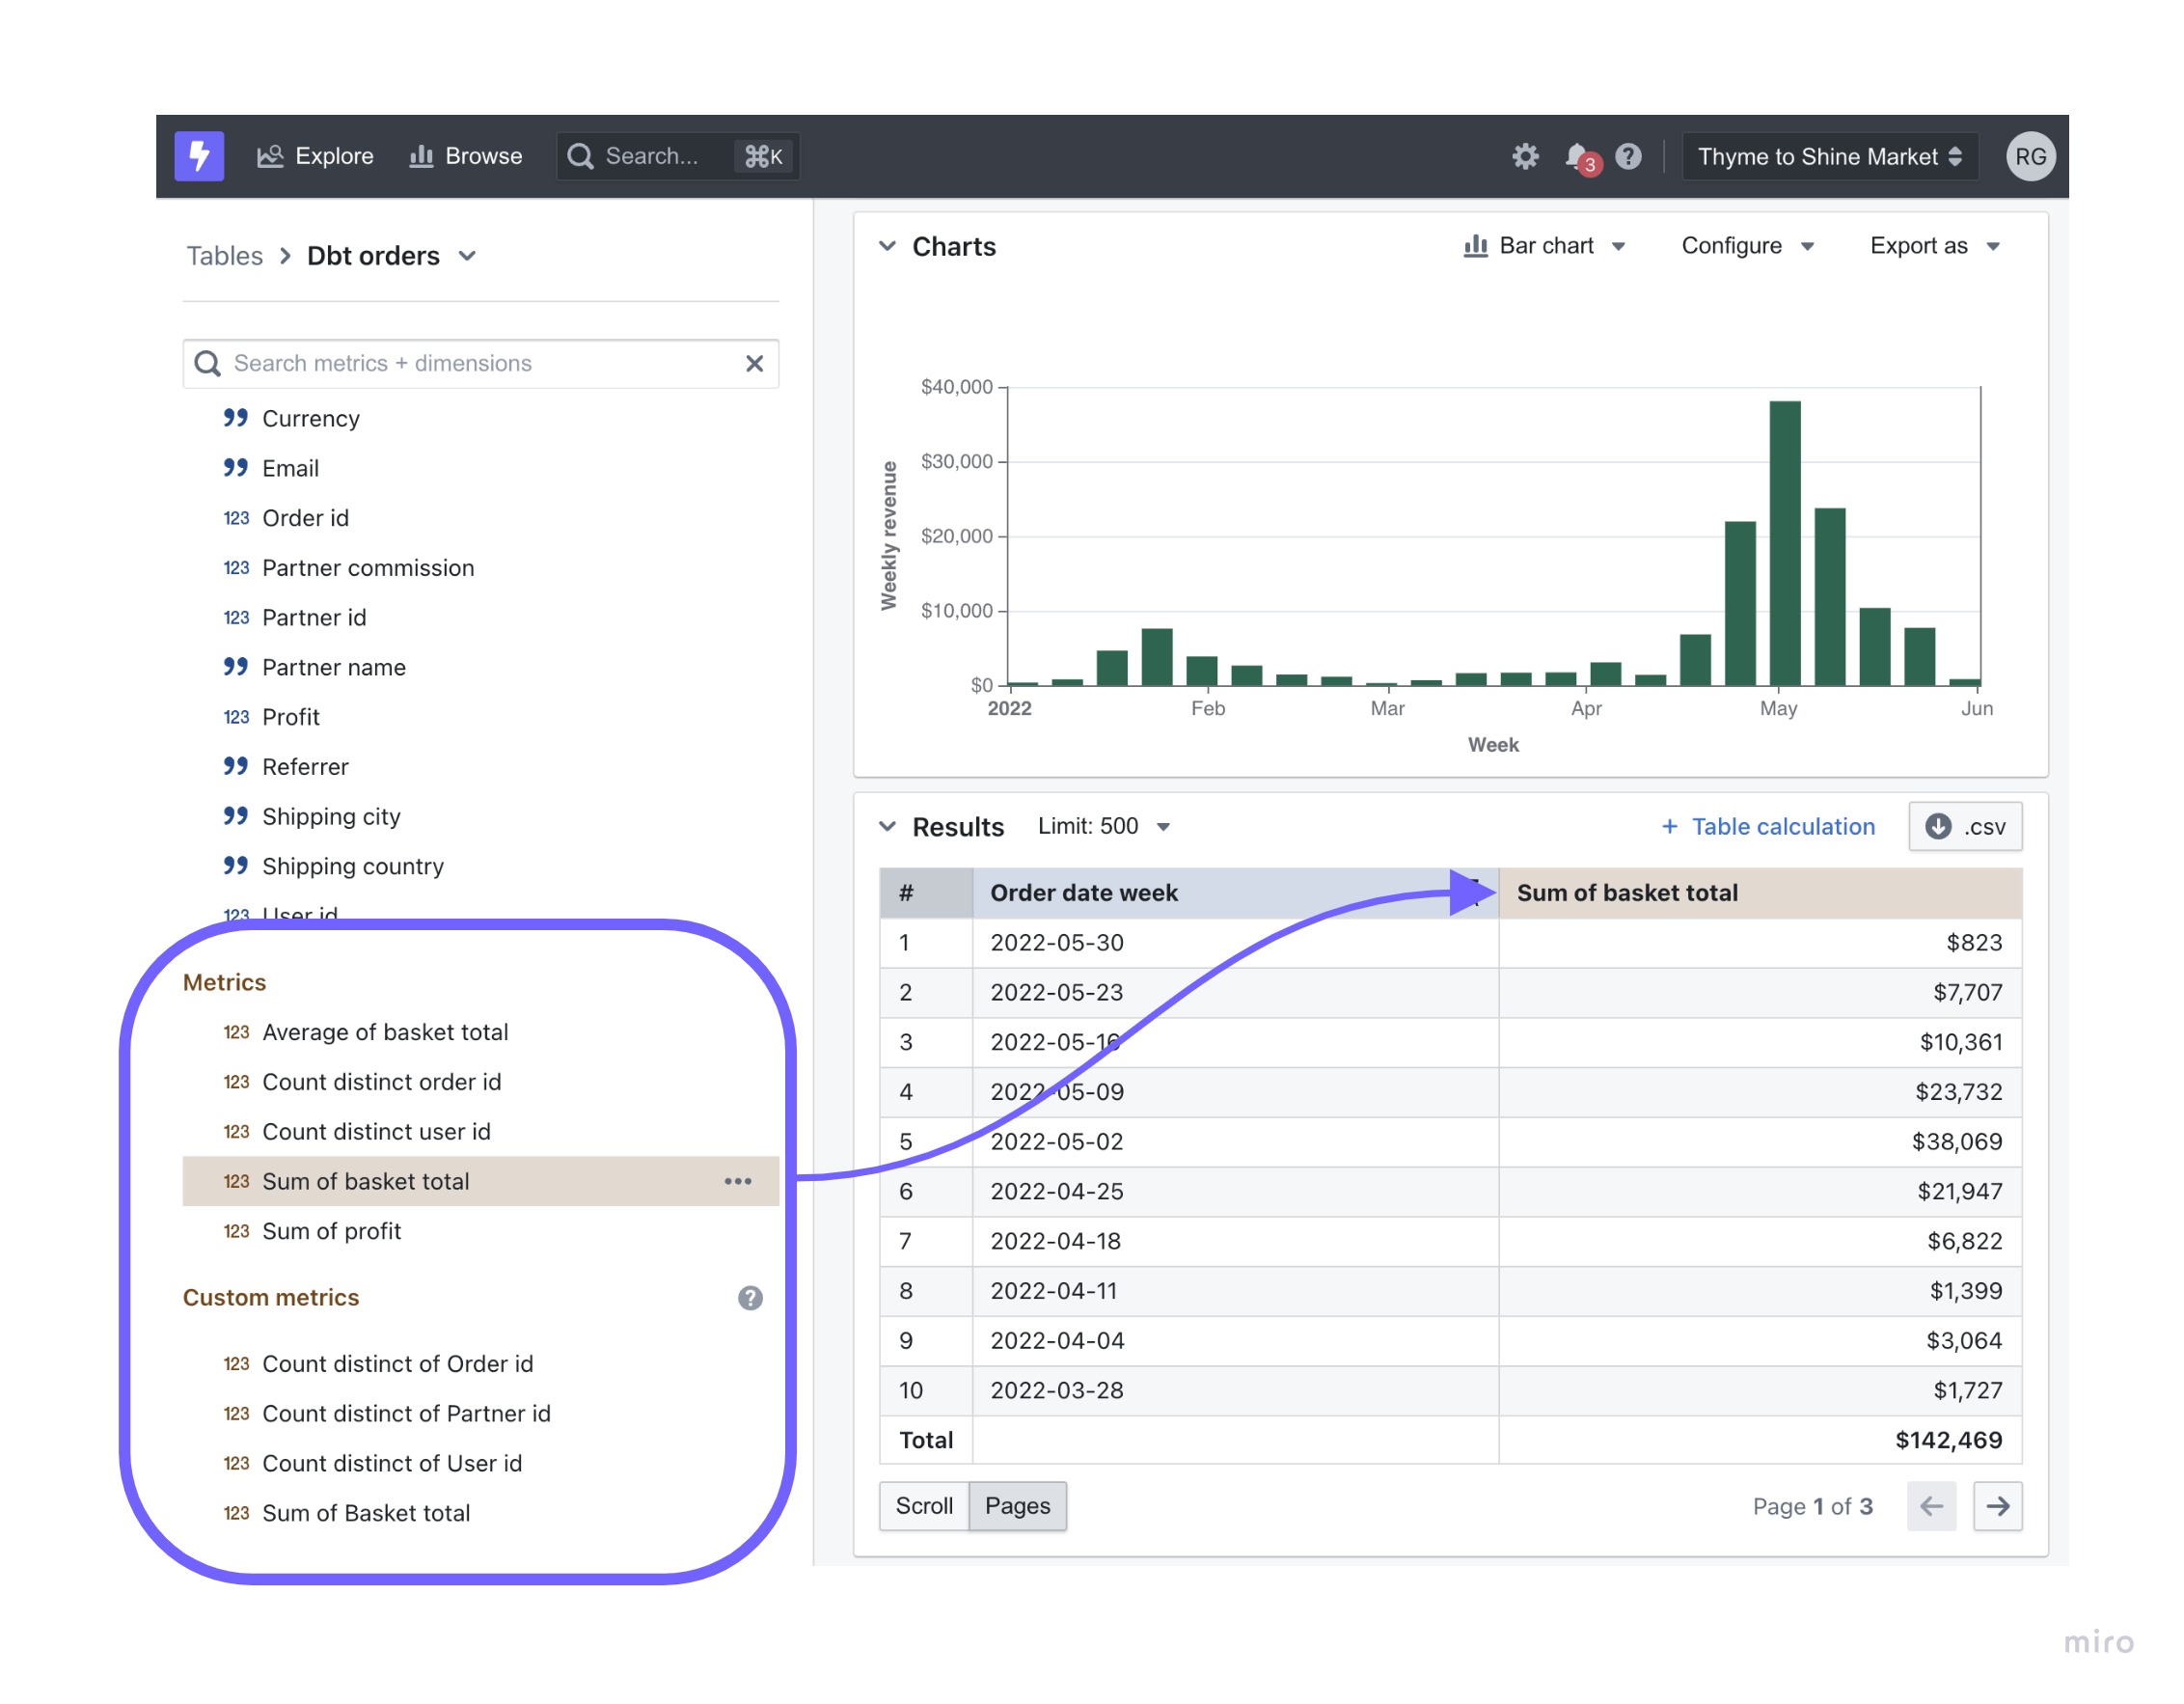 Explore Browse Search... ⌘K 3 Thyme to Shine Market RG
Tables > Dbt orders
Search metrics + dimensions
Currency
Email
123 Order id
123 Partner commission
123 Partner id
Partner name
123 Profit
Referrer
Shipping city
Shipping country
123 User id
Metrics
123 Average of basket total
123 Count distinct order id
123 Count distinct user id
123 Sum of basket total
123 Sum of profit
Custom metrics
123 Count distinct of Order id
123 Count distinct of Partner id
123 Count distinct of User id
123 Sum of Basket total
Charts Bar chart Configure Export as
Weekly revenue
$40,000
$30,000
$20,000
$10,000
$0
2022 Feb Mar Apr May Jun
Week
Results Limit: 500 + Table calculation .csv
# Order date week Sum of basket total
1 2022-05-30 $823
2 2022-05-23 $7,707
3 2022-05-16 $10,361
4 2022-05-09 $23,732
5 2022-05-02 $38,069
6 2022-04-25 $21,947
7 2022-04-18 $6,822
8 2022-04-11 $1,399
9 2022-04-04 $3,064
10 2022-03-28 $1,727
Total $142,469
Scroll Pages Page 1 of 3
miro